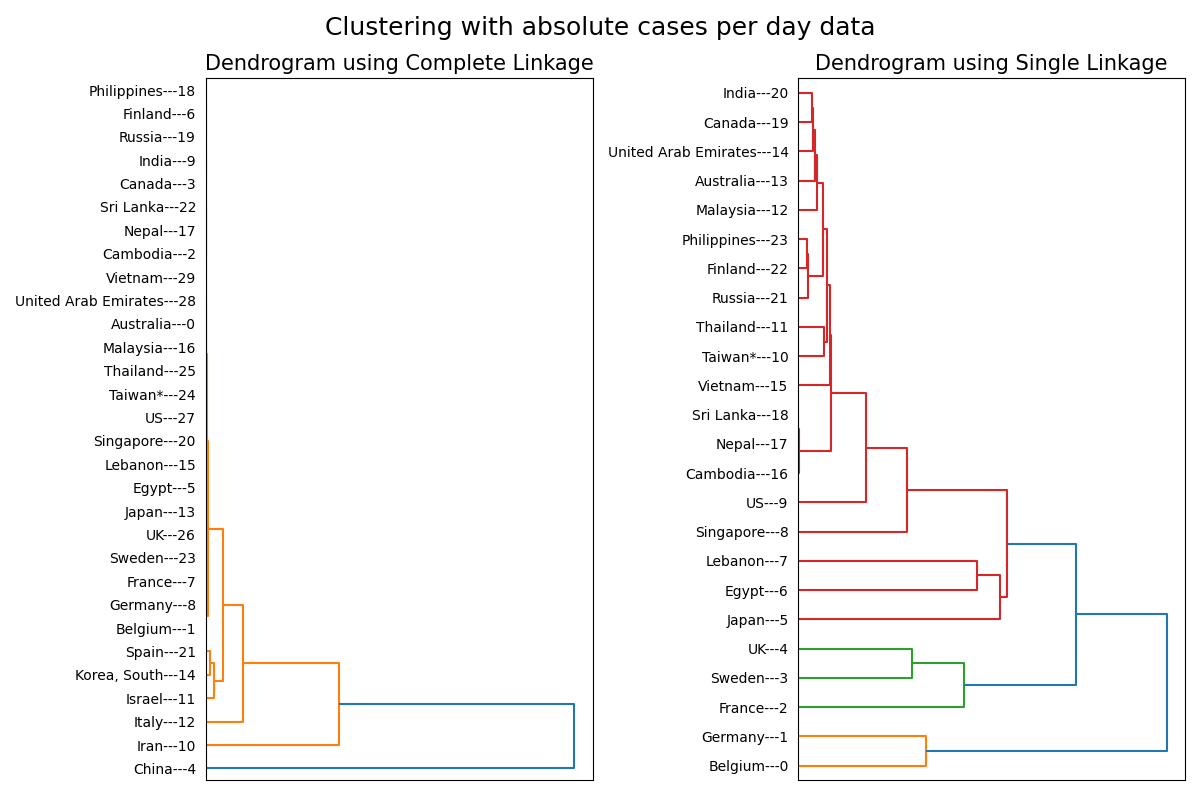 Clustering with absolute cases per day data
Dendrogram using Complete Linkage
Philippines---18
Finland---6
Russia---19
India---9
Canada---3
Sri Lanka---22
Nepal---17
Cambodia---2
Vietnam---29
United Arab Emirates---28
Australia---0
Malaysia---16
Thailand---25
Taiwan*---24
US---27
Singapore---20
Lebanon---15
Egypt---5
Japan---13
UK---26
Sweden---23
France---7
Germany---8
Belgium---1
Spain---21
Korea, South---14
Israel---11
Italy---12
Iran---10
China---4
Dendrogram using Single Linkage
India---20
Canada---19
United Arab Emirates---14
Australia---13
Malaysia---12
Philippines---23
Finland---22
Russia---21
Thailand---11
Taiwan*---10
Vietnam---15
Sri Lanka---18
Nepal---17
Cambodia---16
US---9
Singapore---8
Lebanon---7
Egypt---6
Japan---5
UK---4
Sweden---3
France---2
Germany---1
Belgium---0